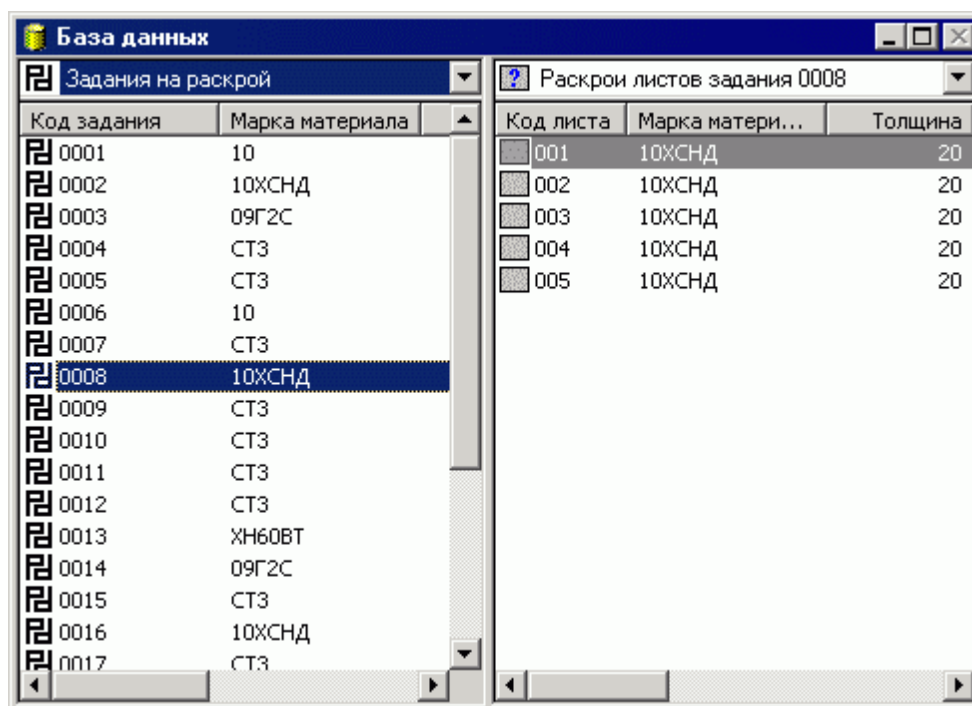 База данных
Задания на раскрой
Код задания Марка материала
0001 10
0002 10ХСНД
0003 09Г2С
0004 СТ3
0005 СТ3
0006 10
0007 СТ3
0008 10ХСНД
0009 СТ3
0010 СТ3
0011 СТ3
0012 СТ3
0013 ХН60ВТ
0014 09Г2С
0015 СТ3
0016 10ХСНД
0017 СТ3
Раскрои листов задания 0008
Код листа Марка матери... Толщина
001 10ХСНД 20
002 10ХСНД 20
003 10ХСНД 20
004 10ХСНД 20
005 10ХСНД 20